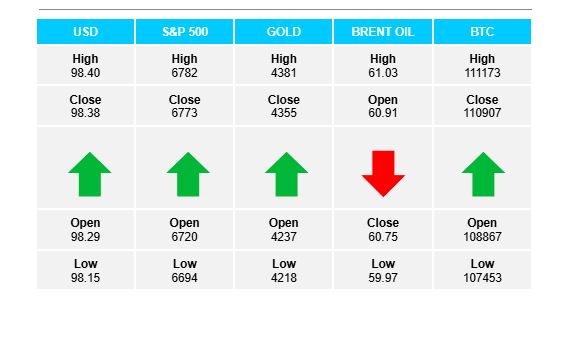 USD S&P 500 GOLD BRENT OIL BTC
High High High High High
98.40 6782 4381 61.03 111173
Close Close Close Open Close
98.38 6773 4355 60.91 110907
Open Open Open Close Open
98.29 6720 4237 60.75 108867
Low Low Low Low Low
98.15 6694 4218 59.97 107453